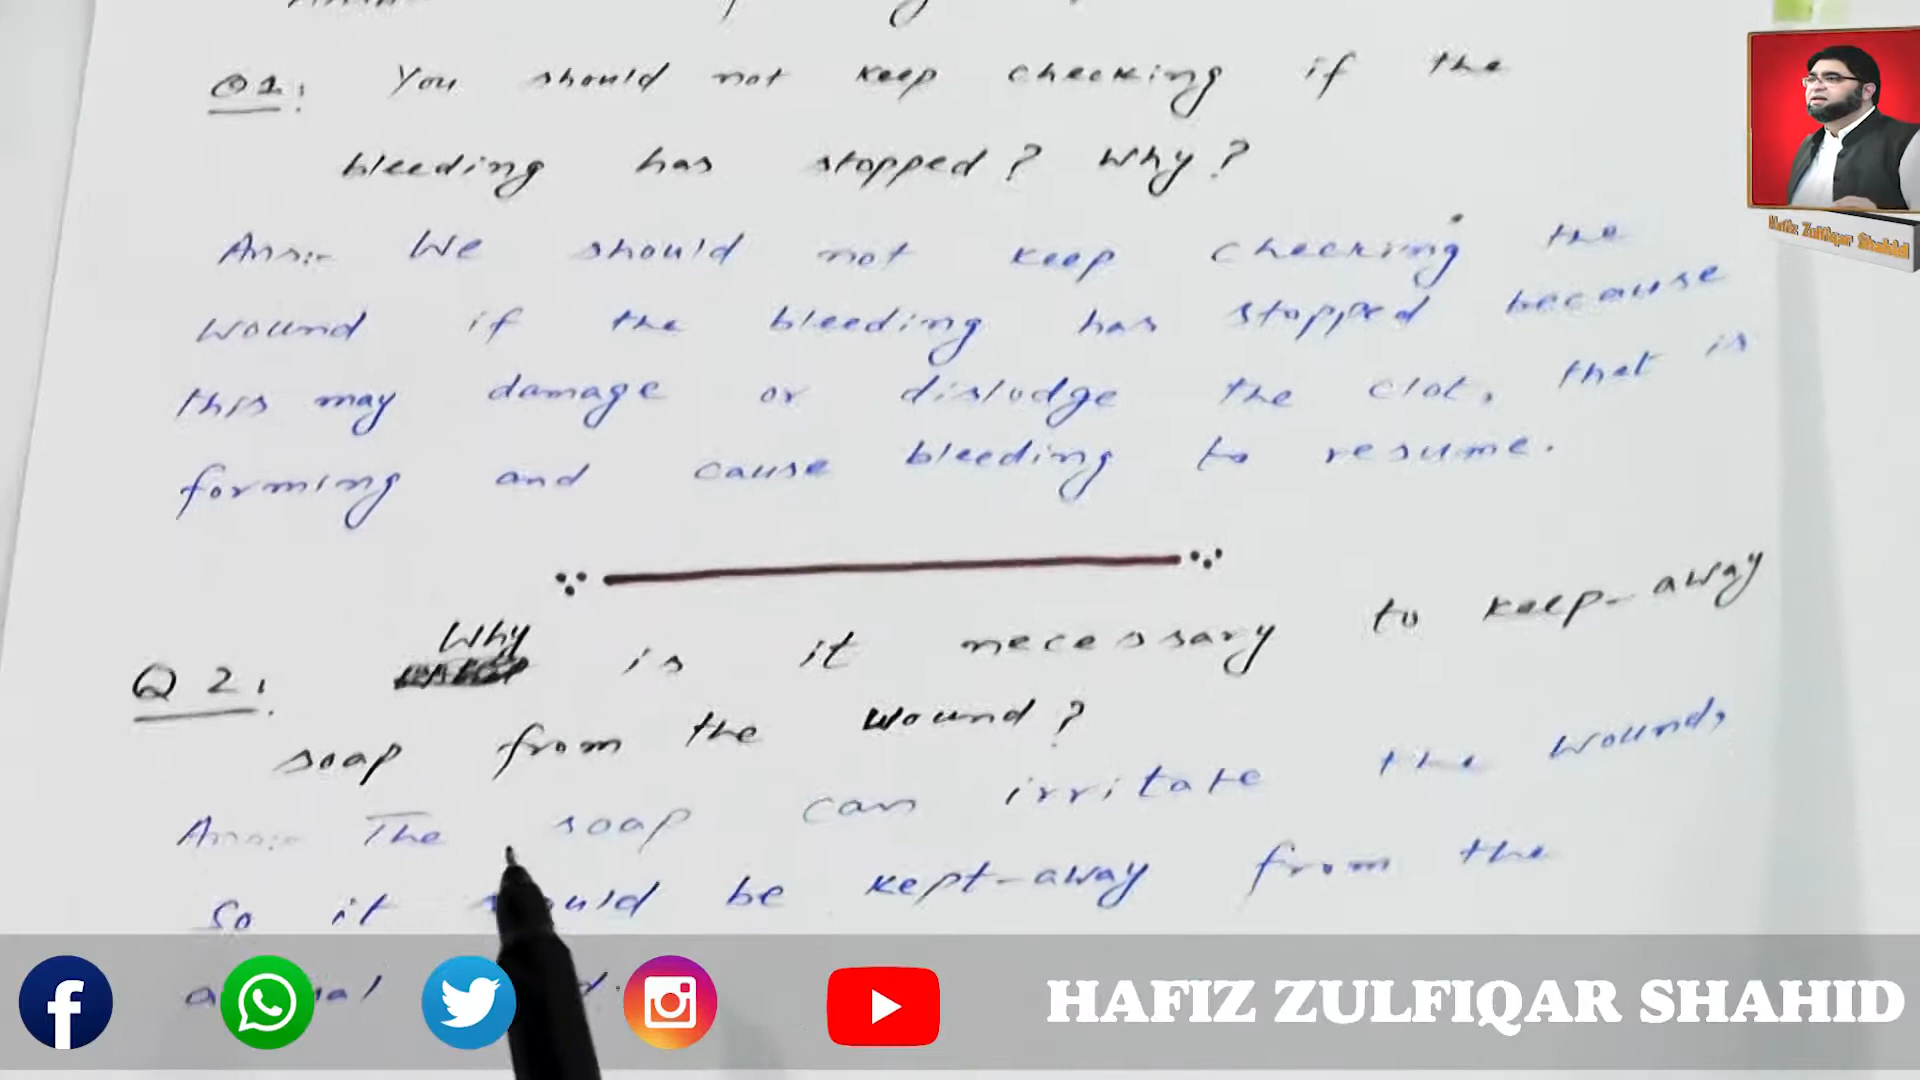 Q1: You should not keep checking if the
bleeding has stopped? Why?
Ans:- We should not keep checking the
wound if the bleeding has stopped because
this may damage or dislodge the clot, that is
forming and cause bleeding to resume.
Q2: Why is it necessary to keep-away
soap from the wound?
Ans:- The soap can irritate the wound,
So it should be kept-away from the
Hafiz Zulfiqar Shahid
HAFIZ ZULFIQAR SHAHID